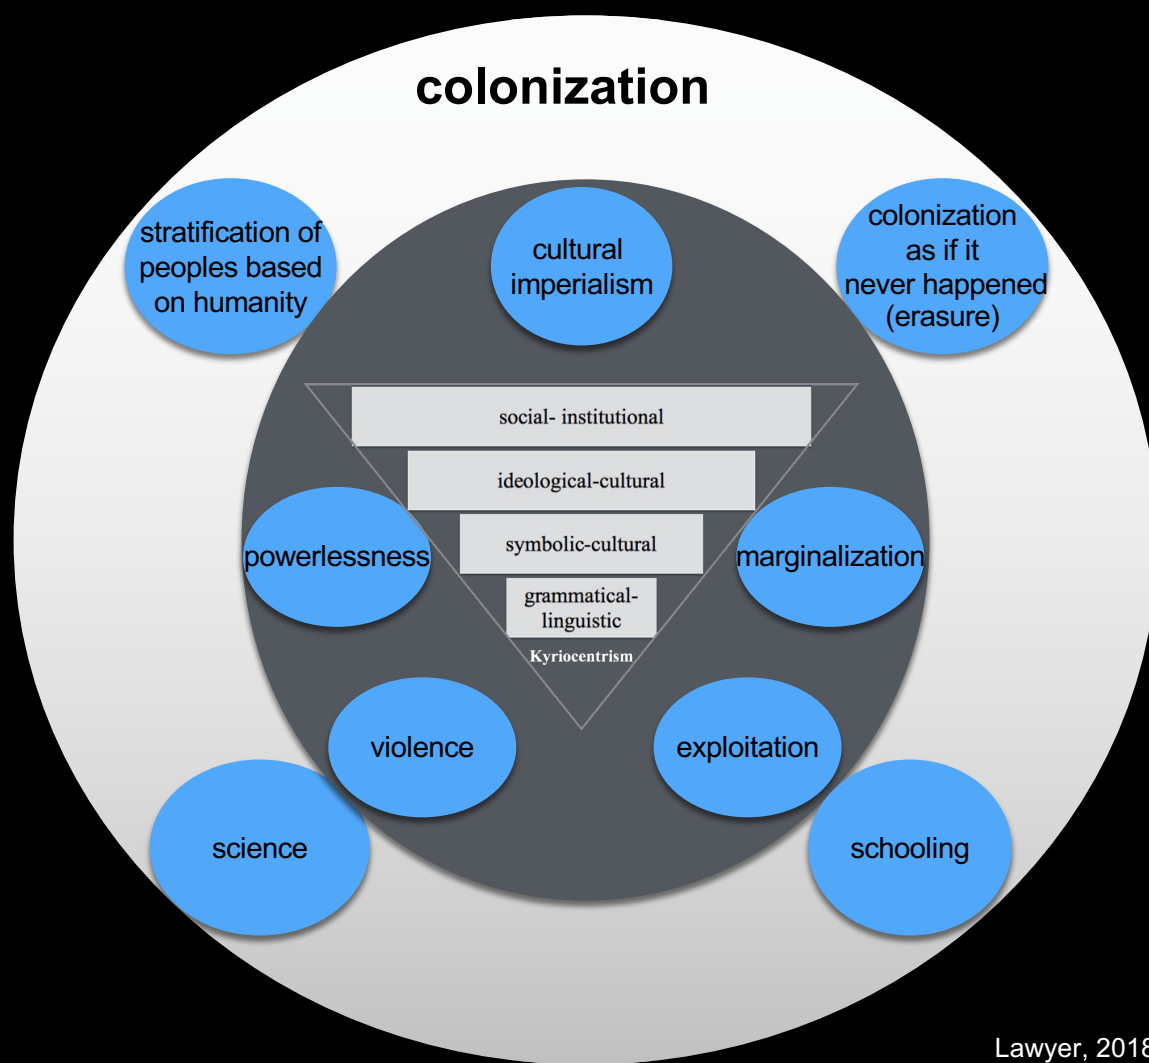 colonization
stratification of
peoples based
on humanity
cultural
imperialism
colonization
as if it
never happened
(erasure)
social- institutional
ideological-cultural
symbolic-cultural
grammatical-
linguistic
Kyriocentrism
powerlessness
marginalization
violence
exploitation
science
schooling
Lawyer, 2018